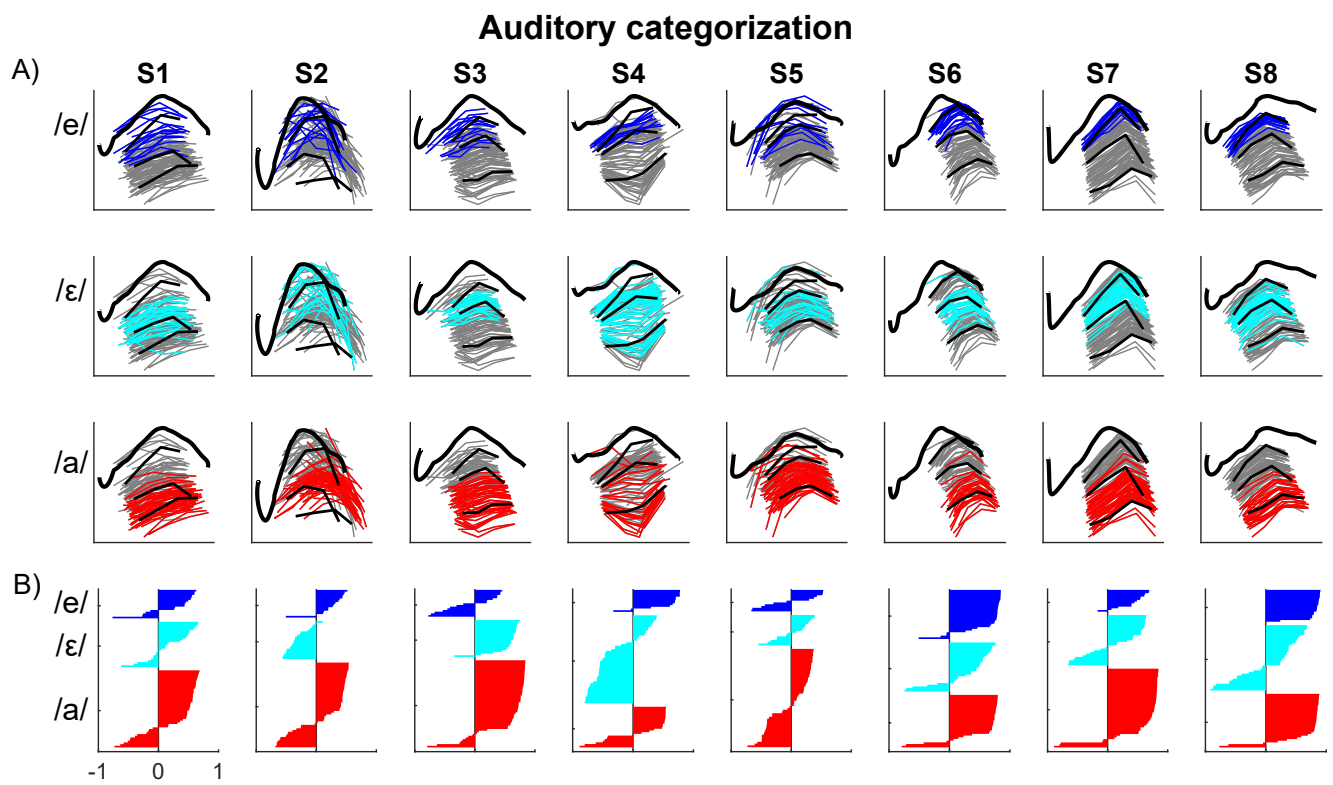 Auditory categorization
A)
S1 S2 S3 S4 S5 S6 S7 S8
/e/
/ε/
/a/
B)
/e/
/ε/
/a/
-1 0 1